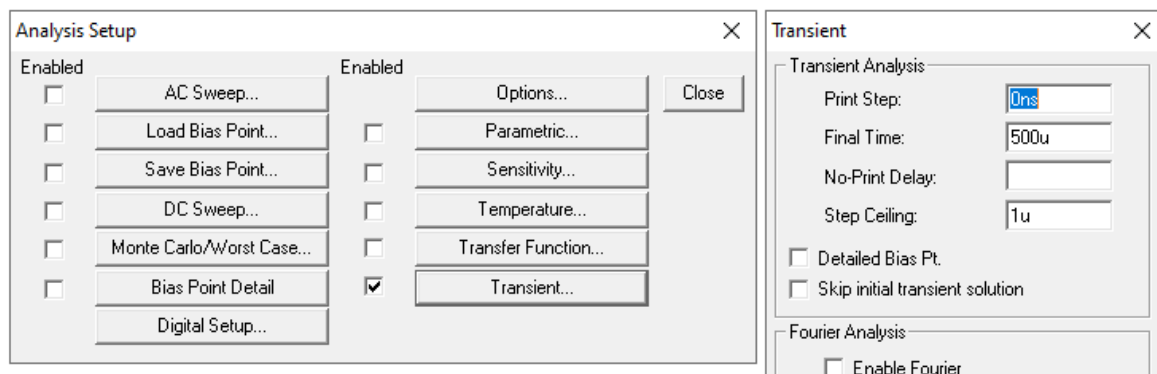 Analysis Setup
Enabled
Enabled
AC Sweep...
Options...
Close
Load Bias Point...
Parametric...
Save Bias Point...
Sensitivity...
DC Sweep...
Temperature...
Monte Carlo/Worst Case...
Transfer Function...
Bias Point Detail
Transient...
Digital Setup...
Transient
Transient Analysis
Print Step: 0ns
Final Time: 500u
No-Print Delay:
Step Ceiling: 1u
Detailed Bias Pt.
Skip initial transient solution
Fourier Analysis
Enable Fourier